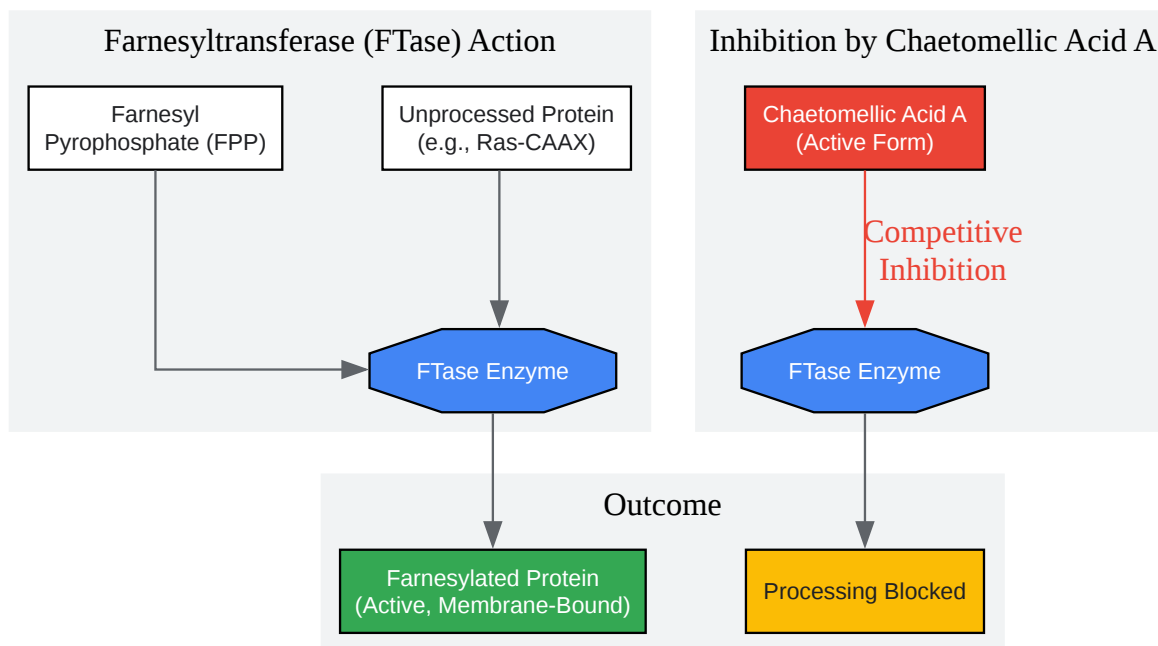 Farnesyltransferase (FTase) Action
Farnesyl
Pyrophosphate (FPP)
Unprocessed Protein
(e.g., Ras-CAAX)
FTase Enzyme
Inhibition by Chaetomellic Acid A
Chaetomellic Acid A
(Active Form)
Competitive
Inhibition
FTase Enzyme
Outcome
Farnesylated Protein
(Active, Membrane-Bound)
Processing Blocked